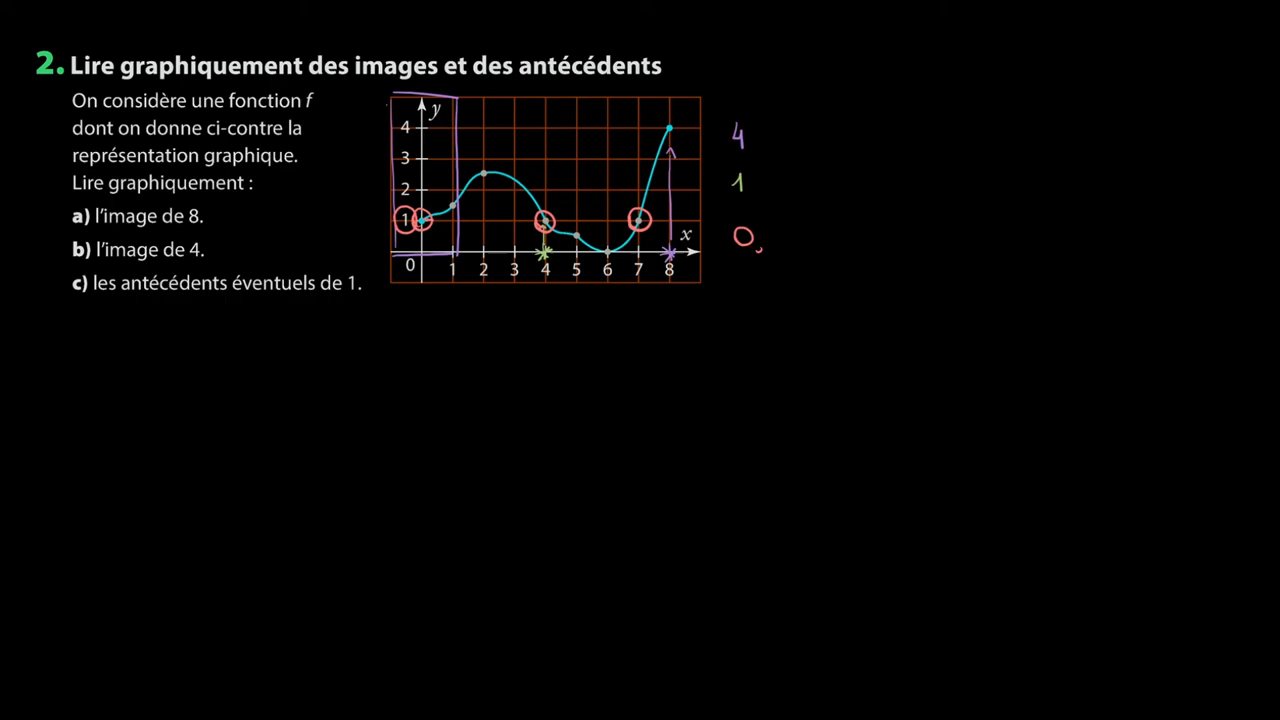 2. Lire graphiquement des images et des antécédents
On considère une fonction f
dont on donne ci-contre la
représentation graphique.
Lire graphiquement :
a) l'image de 8.
b) l'image de 4.
c) les antécédents éventuels de 1.
y
4
3
2
1
x
0 1 2 3 4 5 6 7 8
4
1
0,